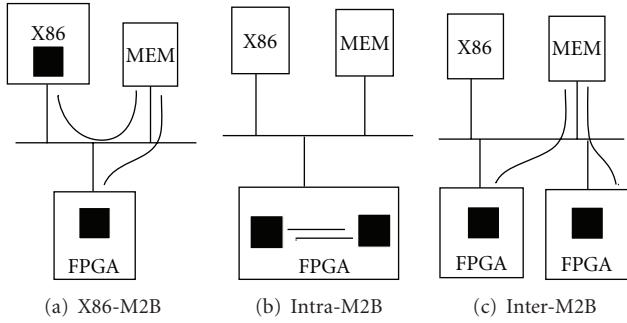 X86
MEM
FPGA
(a) X86-M2B
X86
MEM
FPGA
(b) Intra-M2B
X86
MEM
FPGA
FPGA
(c) Inter-M2B